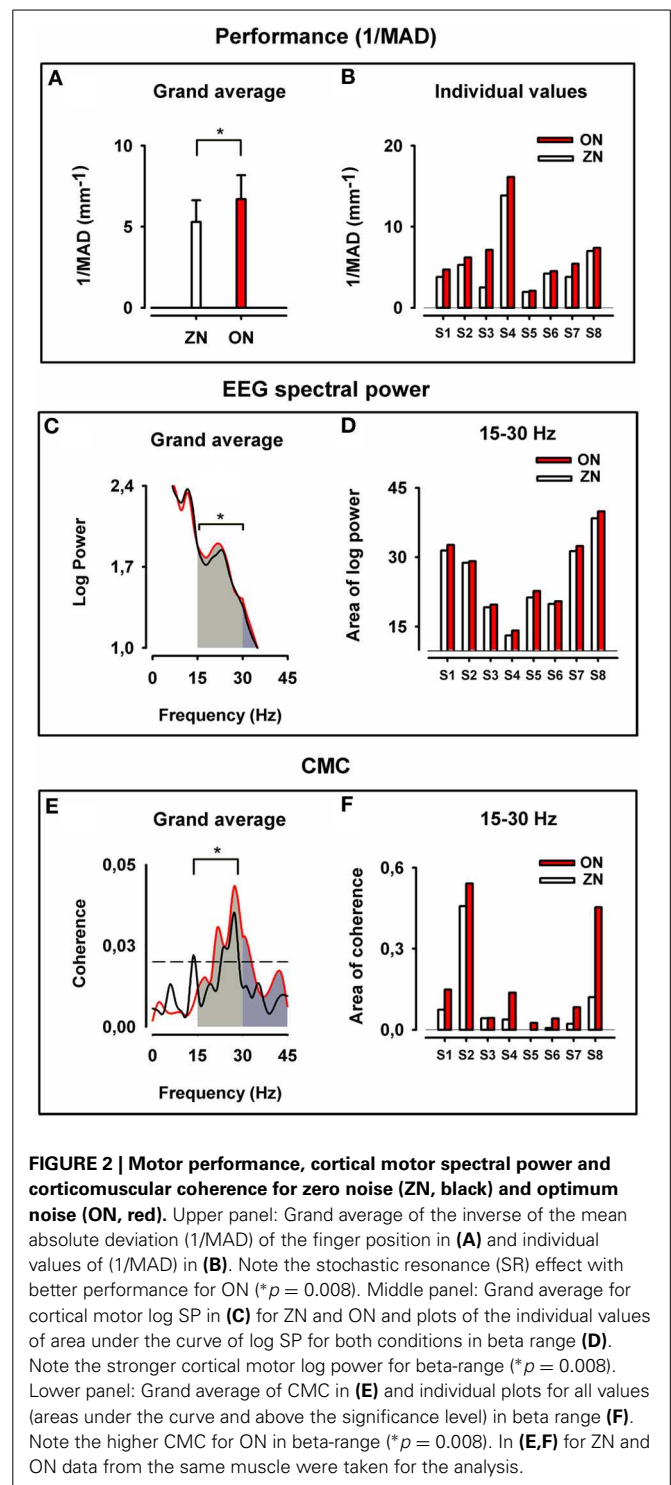 Performance (1/MAD)
A
Grand average
*
1/MAD (mm-1)
10
5
0
ZN
ON
B
Individual values
ON
ZN
1/MAD (mm-1)
20
10
0
S1 S2 S3 S4 S5 S6 S7 S8
EEG spectral power
C
Grand average
*
Log Power
2,4
1,7
1,0
0 15 30 45
Frequency (Hz)
D
15-30 Hz
ON
ZN
Area of log power
45
30
15
S1 S2 S3 S4 S5 S6 S7 S8
CMC
E
Grand average
*
Coherence
0,05
0,03
0,00
0 15 30 45
Frequency (Hz)
F
15-30 Hz
ON
ZN
Area of coherence
0,6
0,3
0,0
S1 S2 S3 S4 S5 S6 S7 S8
FIGURE 2 | Motor performance, cortical motor spectral power and
corticomuscular coherence for zero noise (ZN, black) and optimum
noise (ON, red). Upper panel: Grand average of the inverse of the mean
absolute deviation (1/MAD) of the finger position in (A) and individual
values of (1/MAD) in (B). Note the stochastic resonance (SR) effect with
better performance for ON (*p = 0.008). Middle panel: Grand average for
cortical motor log SP in (C) for ZN and ON and plots of the individual values
of area under the curve of log SP for both conditions in beta range (D).
Note the stronger cortical motor log power for beta-range (*p = 0.008).
Lower panel: Grand average of CMC in (E) and individual plots for all values
(areas under the curve and above the significance level) in beta range (F).
Note the higher CMC for ON in beta-range (*p = 0.008). In (E,F) for ZN and
ON data from the same muscle were taken for the analysis.